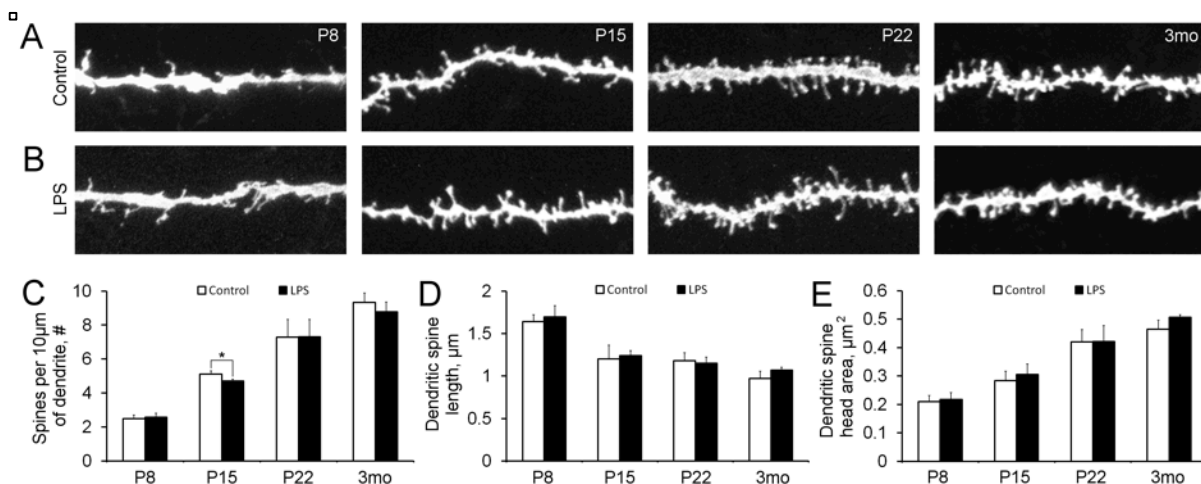 A
Control
P8
P15
P22
3mo
B
LPS
C
Spines per 10µm
of dendrite, #
10
8
6
4
2
0
Control
LPS
*
P8
P15
P22
3mo
D
Dendritic spine
length, µm
2
1.5
1
0.5
0
Control
LPS
P8
P15
P22
3mo
E
Dendritic spine
head area, µm²
0.6
0.5
0.4
0.3
0.2
0.1
0
Control
LPS
P8
P15
P22
3mo